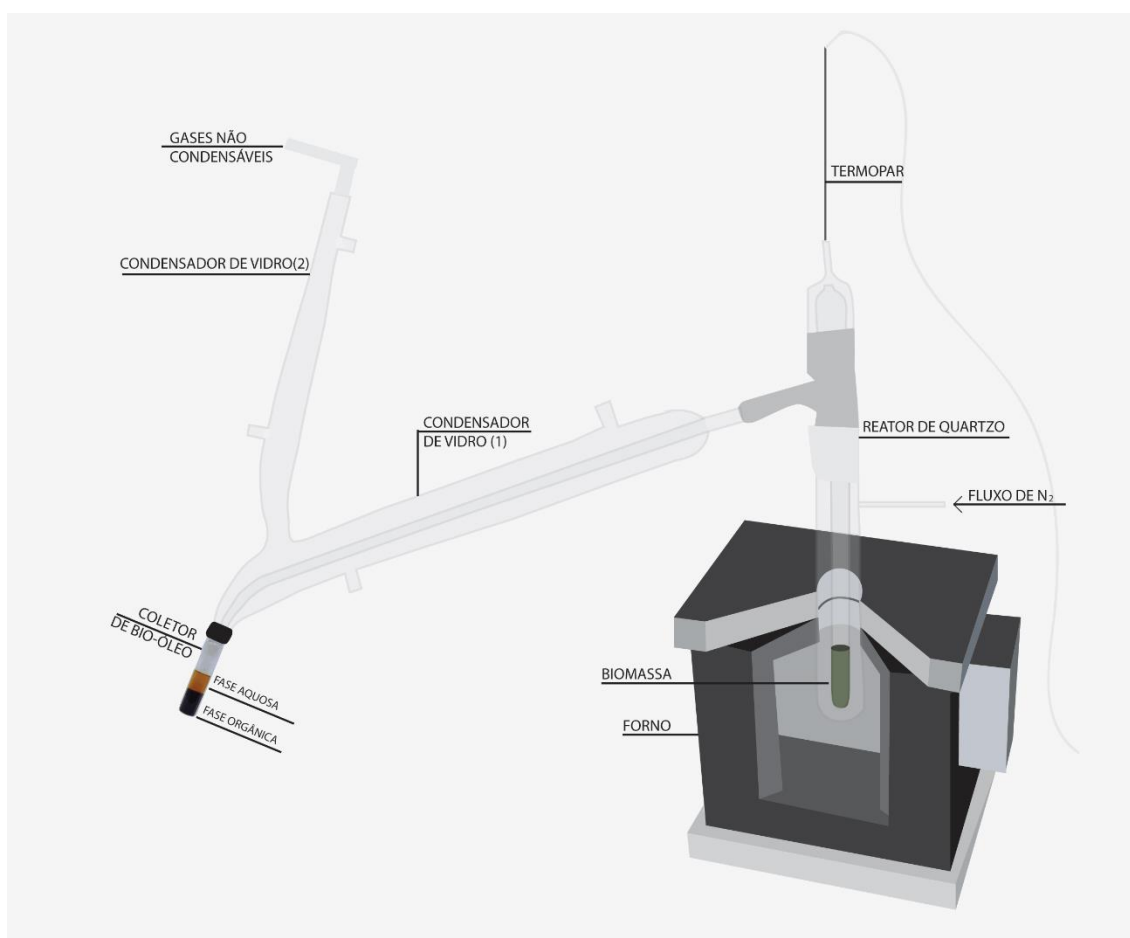 GASES NÃO
CONDENSÁVEIS
TERMOPAR
CONDENSADOR DE VIDRO(2)
CONDENSADOR
DE VIDRO (1)
REATOR DE QUARTZO
FLUXO DE N₂
COLETOR
DE BIO-ÓLEO
FASE AQUOSA
FASE ORGÂNICA
BIOMASSA
FORNO